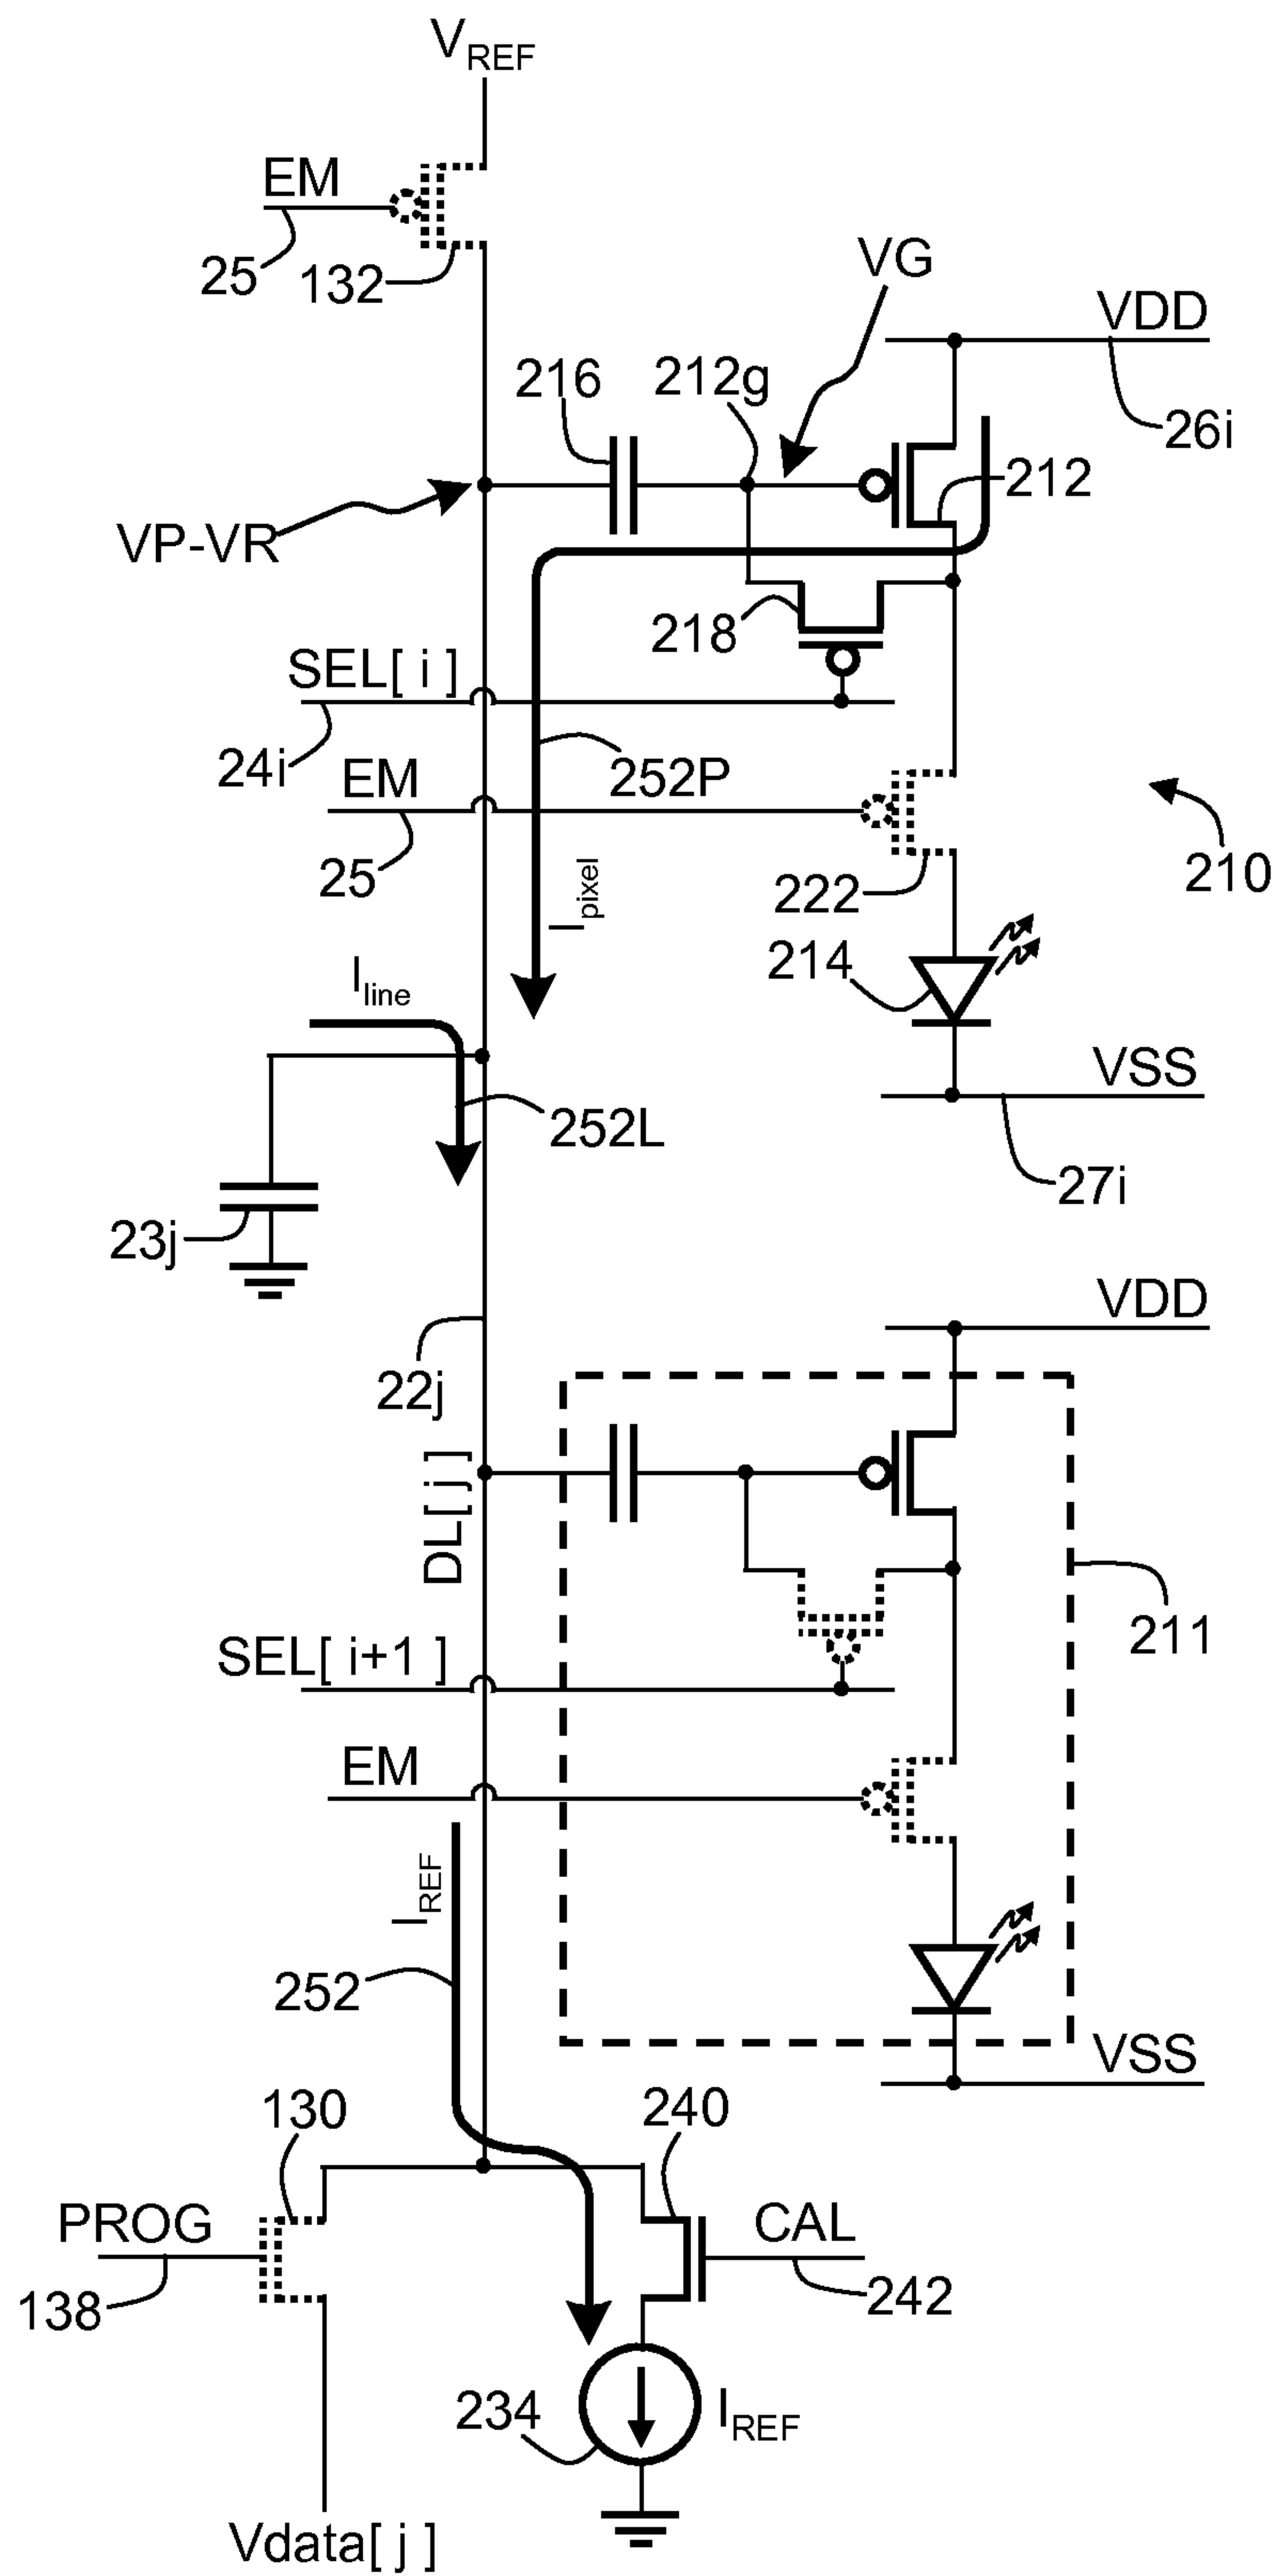 VREF
EM
25
132
VG
VDD
216
212g
26i
212
VP-VR
218
SEL[ i ]
24i
252P
EM
25
222
210
Ipixel
214
Iline
VSS
252L
27i
23j
VDD
22j
DL[ j ]
211
SEL[ i+1 ]
EM
IREF
252
VSS
130
240
PROG
CAL
138
242
234
IREF
Vdata[ j ]